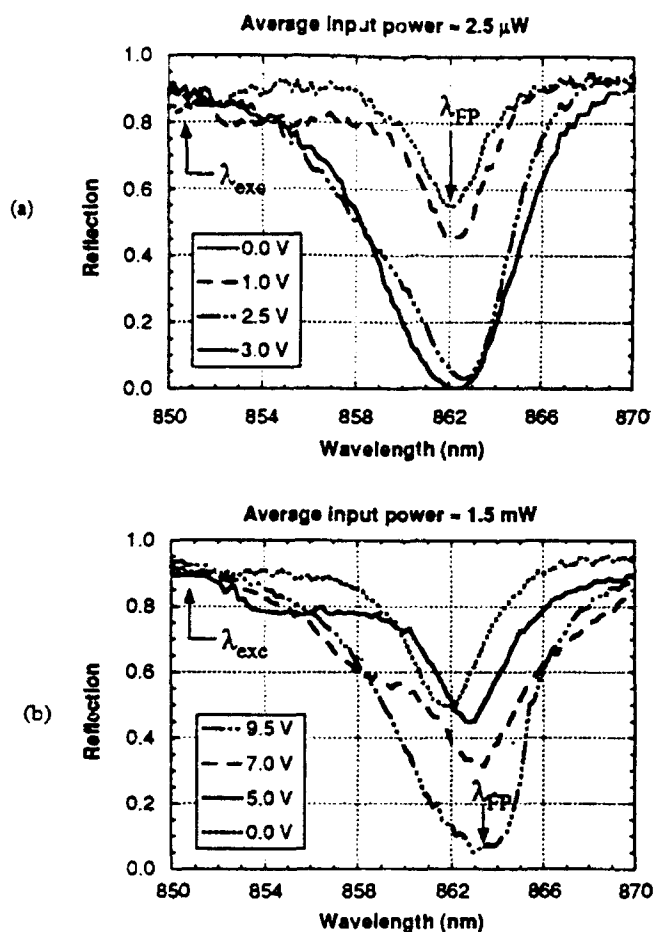 Average input power ~ 2.5 µW
1.0
0.8
0.6
0.4
0.2
0.0
Reflection
(a)
λFP
λexc
0.0 V
1.0 V
2.5 V
3.0 V
850 854 858 862 866 870
Wavelength (nm)
Average input power ~ 1.5 mW
1.0
0.8
0.6
0.4
0.2
0.0
Reflection
(b)
λexc
9.5 V
7.0 V
5.0 V
0.0 V
λFP
850 854 858 862 866 870
Wavelength (nm)